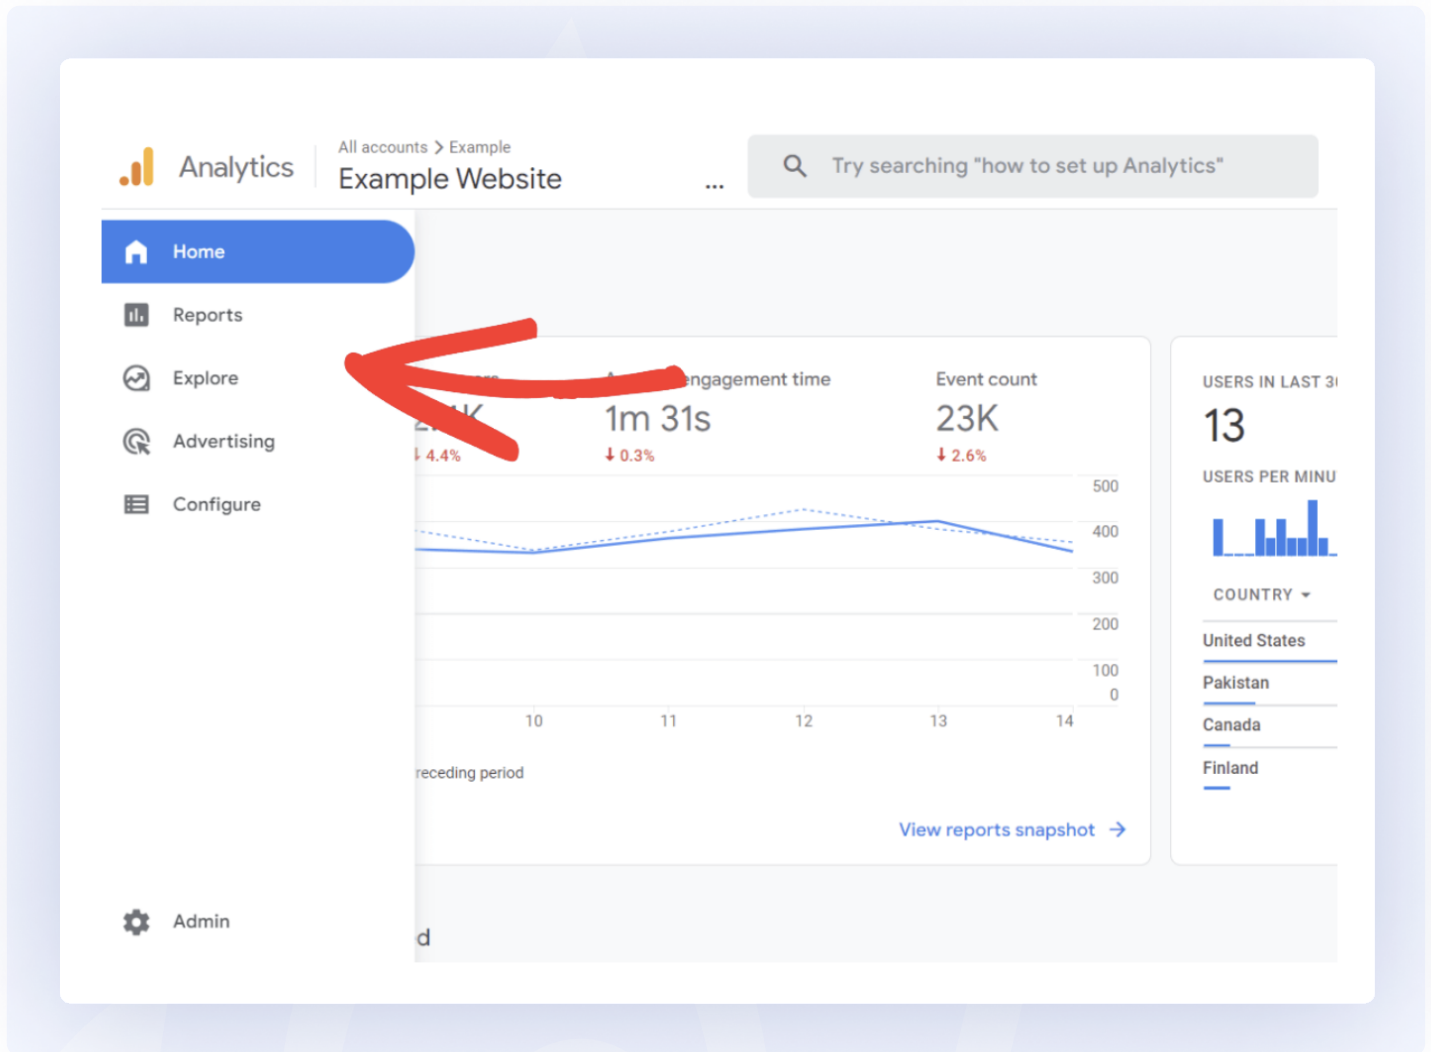 Analytics
All accounts > Example
Example Website
...
Try searching "how to set up Analytics"
Home
Reports
Explore
Advertising
Configure
Admin
engagement time
1m 31s
0.3%
Event count
23K
2.6%
4.4%
500
400
300
200
100
0
10 11 12 13 14
receding period
View reports snapshot
d
USERS IN LAST 30
13
USERS PER MINU
COUNTRY
United States
Pakistan
Canada
Finland